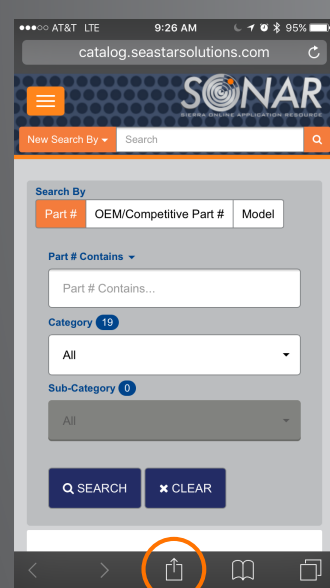 AT&T LTE 9:26 AM 95%
catalog.seastarsolutions.com
SONAR
SIERRA ONLINE APPLICATION RESOURCE
New Search By Search
Search By
Part # OEM/Competitive Part # Model
Part # Contains
Part # Contains...
Category 19
All
Sub-Category 0
All
SEARCH CLEAR